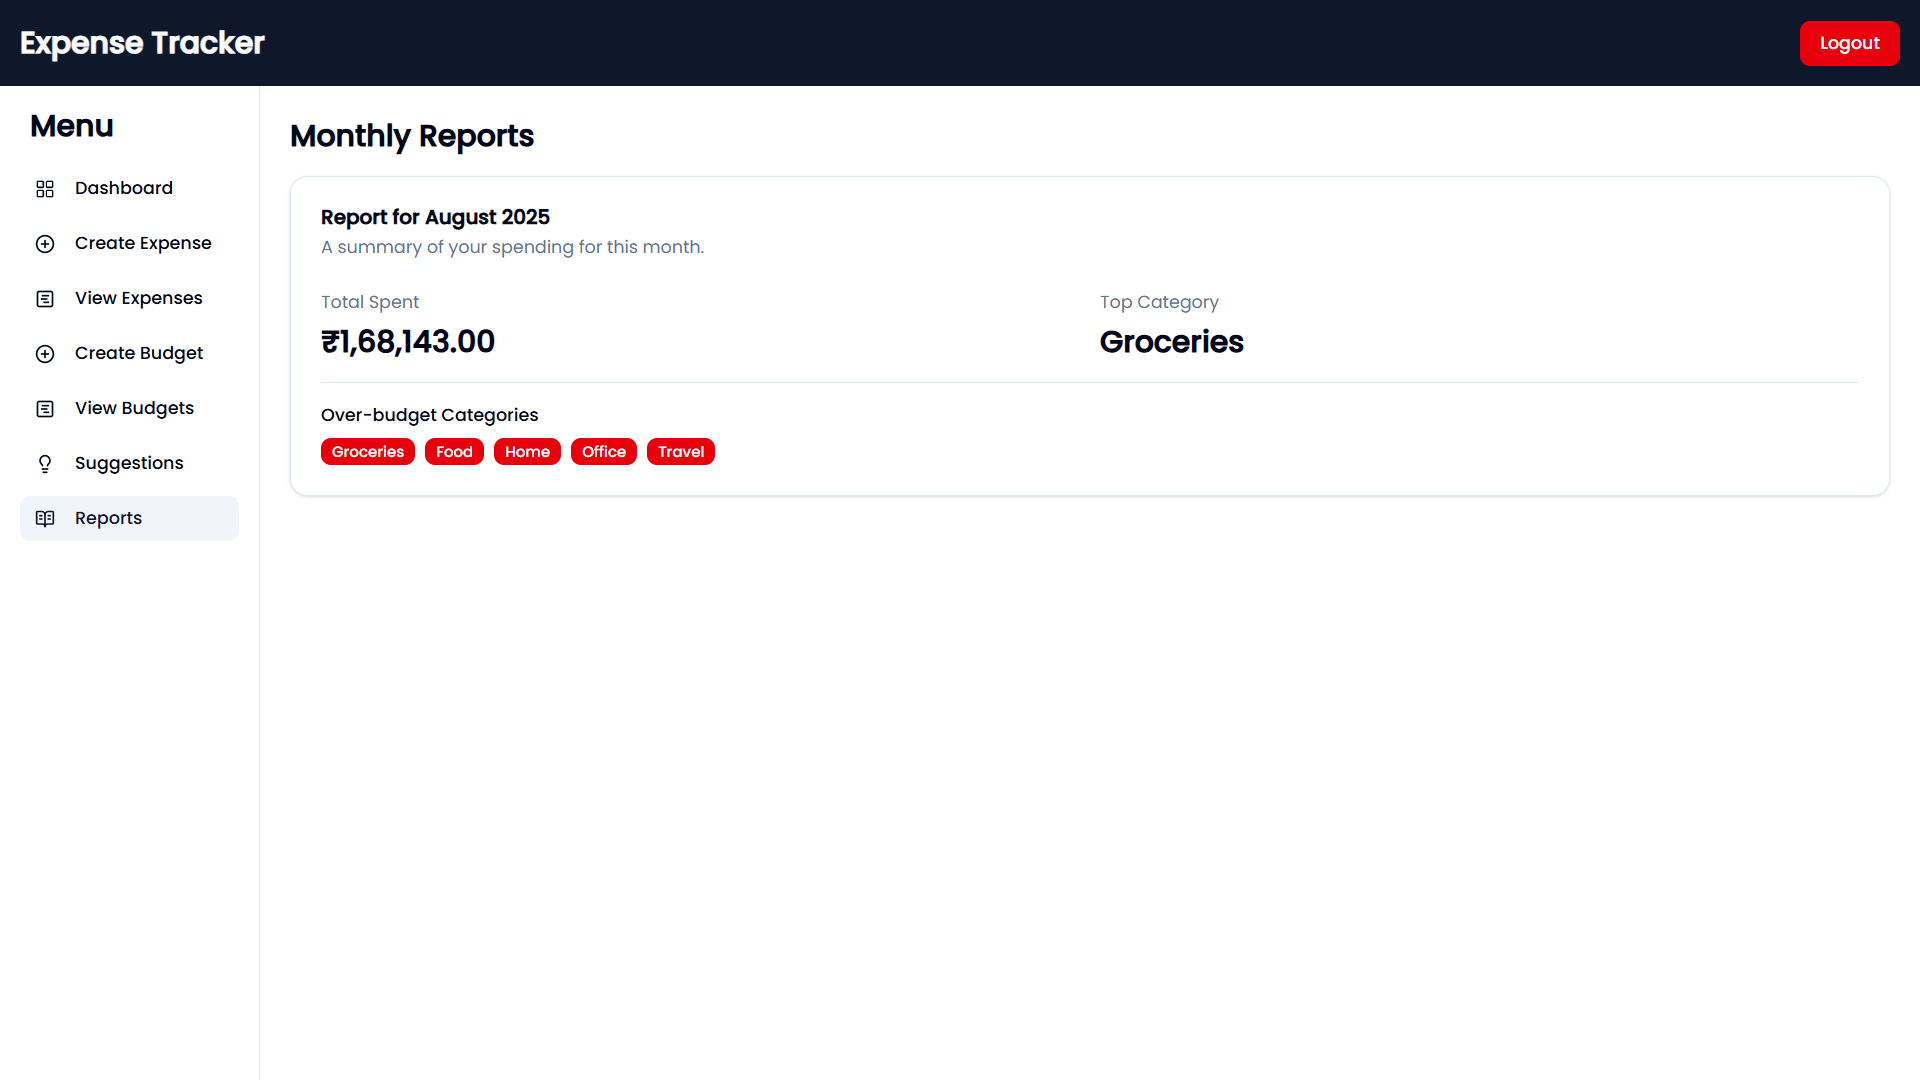 Expense Tracker
Logout
Menu
Dashboard
Create Expense
View Expenses
Create Budget
View Budgets
Suggestions
Reports
Monthly Reports
Report for August 2025
A summary of your spending for this month.
Total Spent
₹1,68,143.00
Top Category
Groceries
Over-budget Categories
Groceries Food Home Office Travel